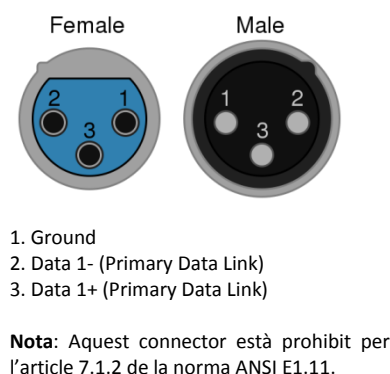 Female Male
2 1
3
1 2
3
1. Ground
2. Data 1- (Primary Data Link)
3. Data 1+ (Primary Data Link)
Nota: Aquest connector està prohibit per
l’article 7.1.2 de la norma ANSI E1.11.